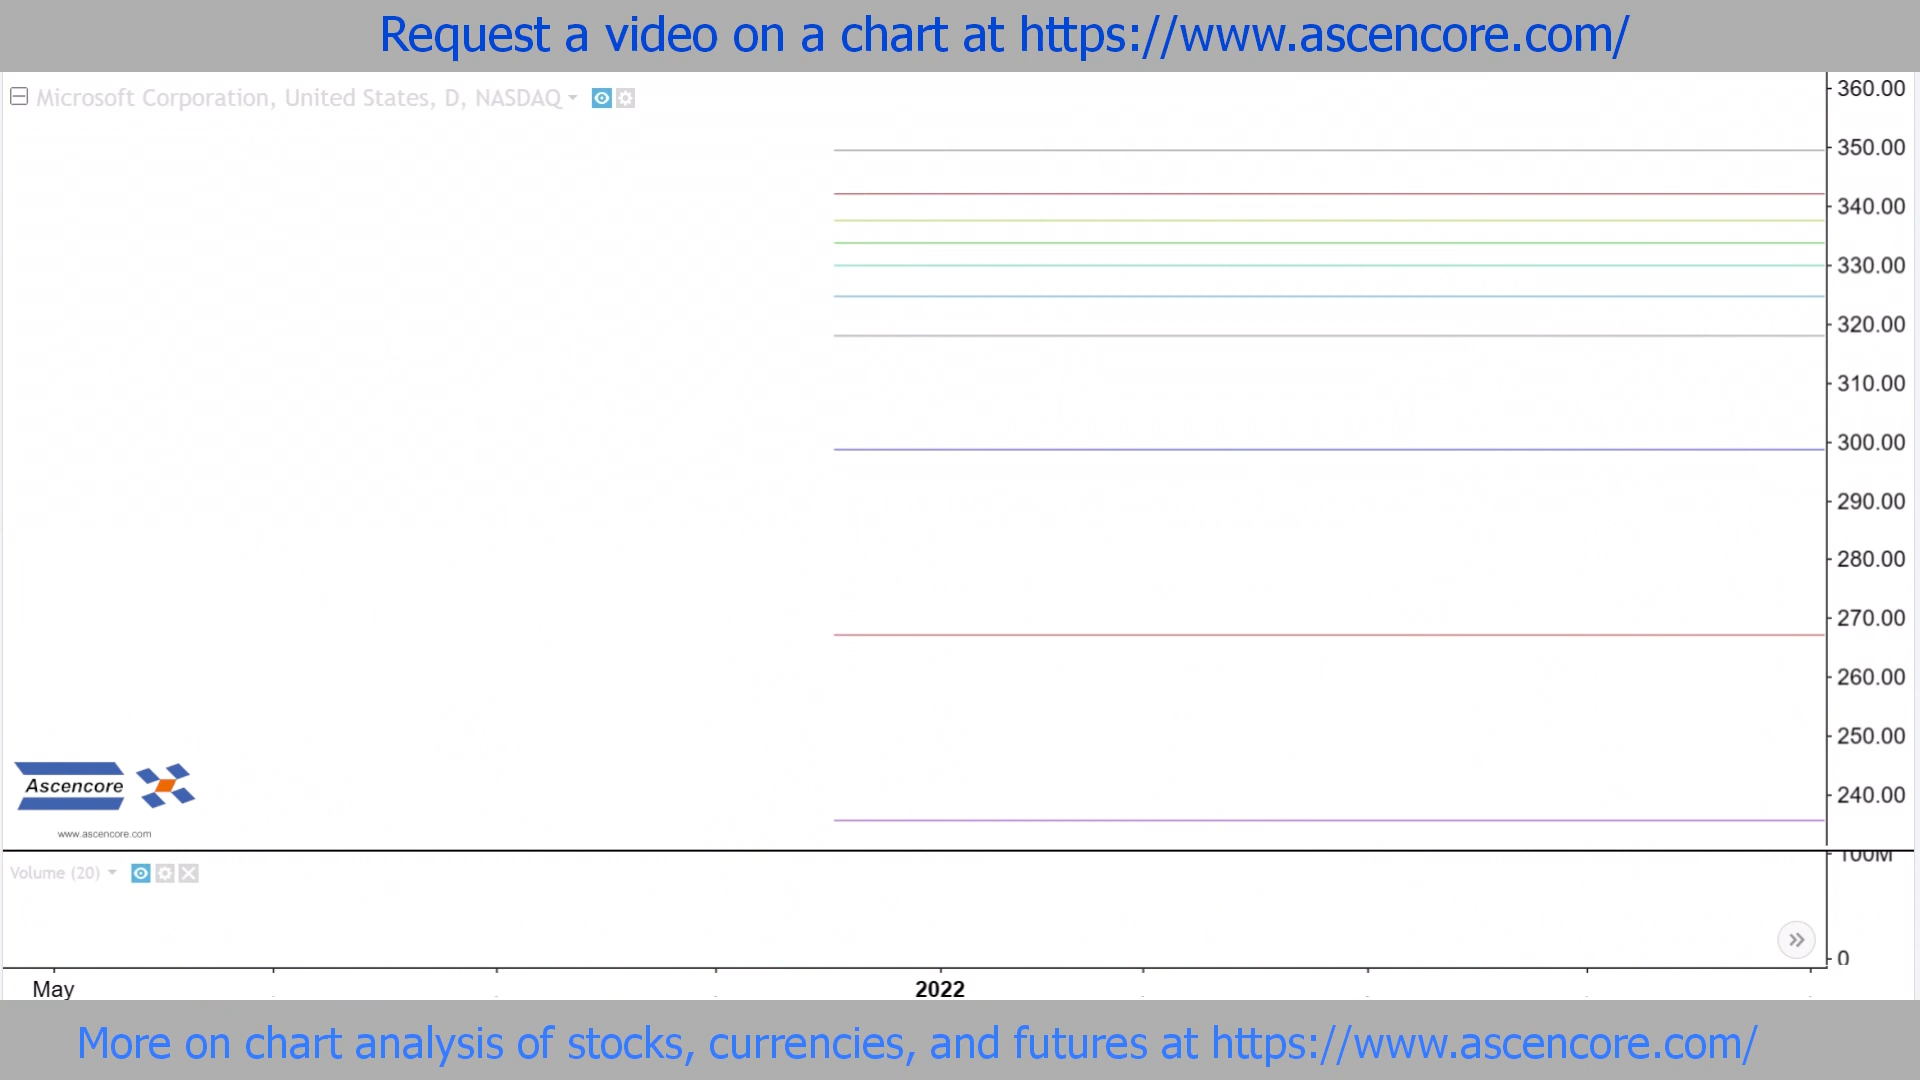 Request a video on a chart at https://www.ascencore.com/
Microsoft Corporation, United States, D, NASDAQ
360.00
350.00
340.00
330.00
320.00
310.00
300.00
290.00
280.00
270.00
260.00
250.00
240.00
Ascencore
www.ascencore.com
100M
Volume (20)
0
May
2022
More on chart analysis of stocks, currencies, and futures at https://www.ascencore.com/